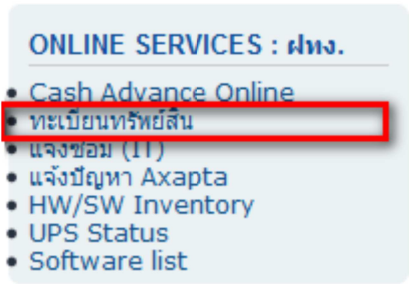 ONLINE SERVICES : ฝทง.
Cash Advance Online
ทะเบียนทรัพย์สิน
แจ้งซ่อม (IT)
แจ้งปัญหา Axapta
HW/SW Inventory
UPS Status
Software list